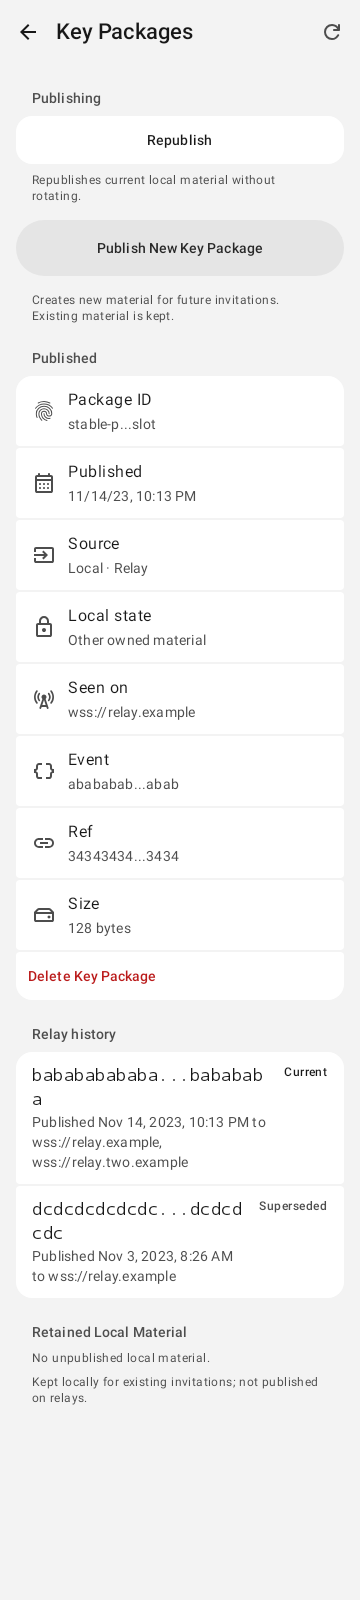 Key Packages
Publishing
Republish
Republishes current local material without
rotating.
Publish New Key Package
Creates new material for future invitations.
Existing material is kept.
Published
Package ID
stable-p...slot
Published
11/14/23, 10:13 PM
Source
Local · Relay
Local state
Other owned material
Seen on
wss://relay.example
Event
abababab...abab
Ref
34343434...3434
Size
128 bytes
Delete Key Package
Relay history
babababababa...bababab
a
Current
Published Nov 14, 2023, 10:13 PM to
wss://relay.example,
wss://relay.two.example
dcdcdcdcdcdc...dcdcd
cdc
Superseded
Published Nov 3, 2023, 8:26 AM
to wss://relay.example
Retained Local Material
No unpublished local material.
Kept locally for existing invitations; not published
on relays.